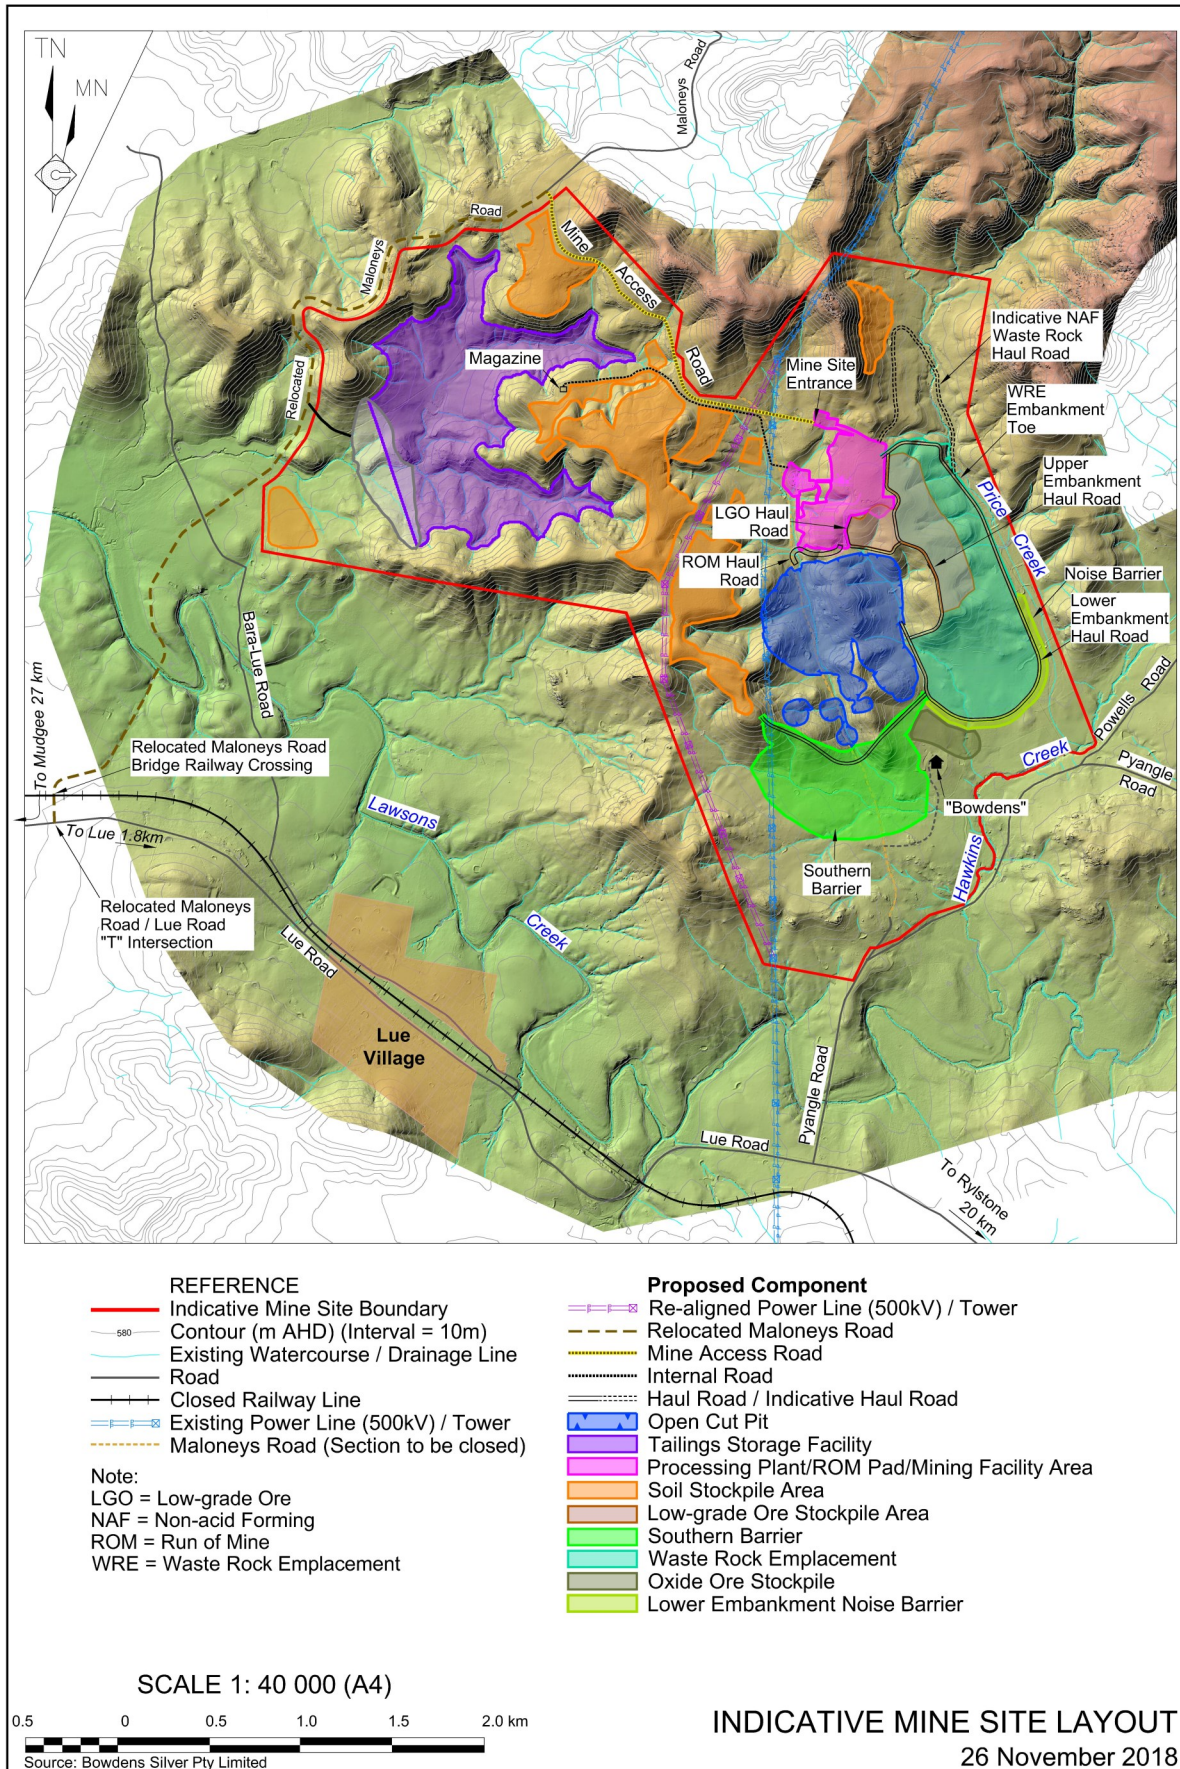 TN
MN
Maloneys Road
Road
Maloneys
Relocated
Mine
Access
Road
Magazine
Mine Site
Entrance
Indicative NAF
Waste Rock
Haul Road
WRE
Embankment
Toe
Upper
Embankment
Haul Road
Price
Creek
LGO Haul
Road
ROM Haul
Road
Noise Barrier
Lower
Embankment
Haul Road
Bara-Lue Road
Powells Road
Creek
Pyangle
Road
To Mudgee 27 km
Relocated Maloneys Road
Bridge Railway Crossing
"Bowdens"
Lawsons
To Lue 1.8km
Hawkins
Southern
Barrier
Relocated Maloneys
Road / Lue Road
"T" Intersection
Creek
Lue Road
Lue
Village
Pyangle Road
Lue Road
To Rylstone
20 km
REFERENCE
Indicative Mine Site Boundary
580
Contour (m AHD) (Interval = 10m)
Existing Watercourse / Drainage Line
Road
Closed Railway Line
Existing Power Line (500kV) / Tower
Maloneys Road (Section to be closed)
Note:
LGO = Low-grade Ore
NAF = Non-acid Forming
ROM = Run of Mine
WRE = Waste Rock Emplacement
Proposed Component
Re-aligned Power Line (500kV) / Tower
Relocated Maloneys Road
Mine Access Road
Internal Road
Haul Road / Indicative Haul Road
Open Cut Pit
Tailings Storage Facility
Processing Plant/ROM Pad/Mining Facility Area
Soil Stockpile Area
Low-grade Ore Stockpile Area
Southern Barrier
Waste Rock Emplacement
Oxide Ore Stockpile
Lower Embankment Noise Barrier
SCALE 1: 40 000 (A4)
0.5 0 0.5 1.0 1.5 2.0 km
Source: Bowdens Silver Pty Limited
INDICATIVE MINE SITE LAYOUT
26 November 2018